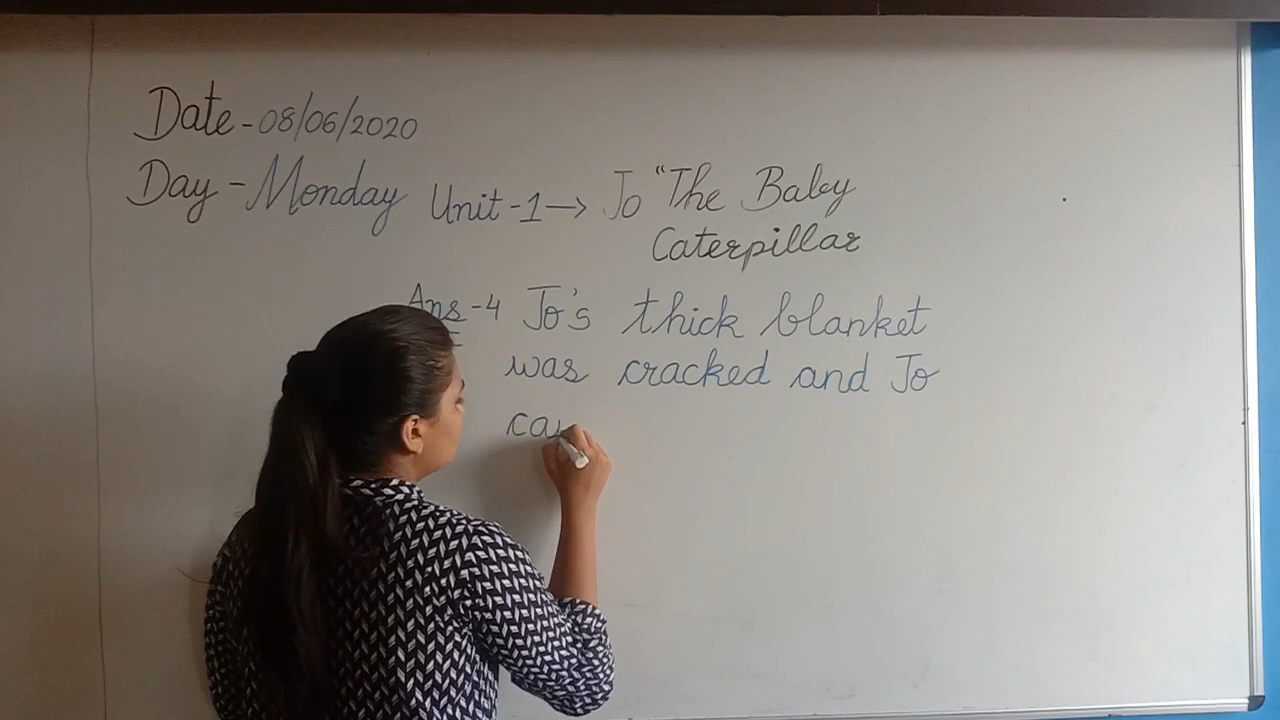 Date - 08/06/2020
Day - Monday
Unit - 1 → Jo "The Baby
Caterpillar
Ans - 4 Jo's thick blanket
was cracked and Jo